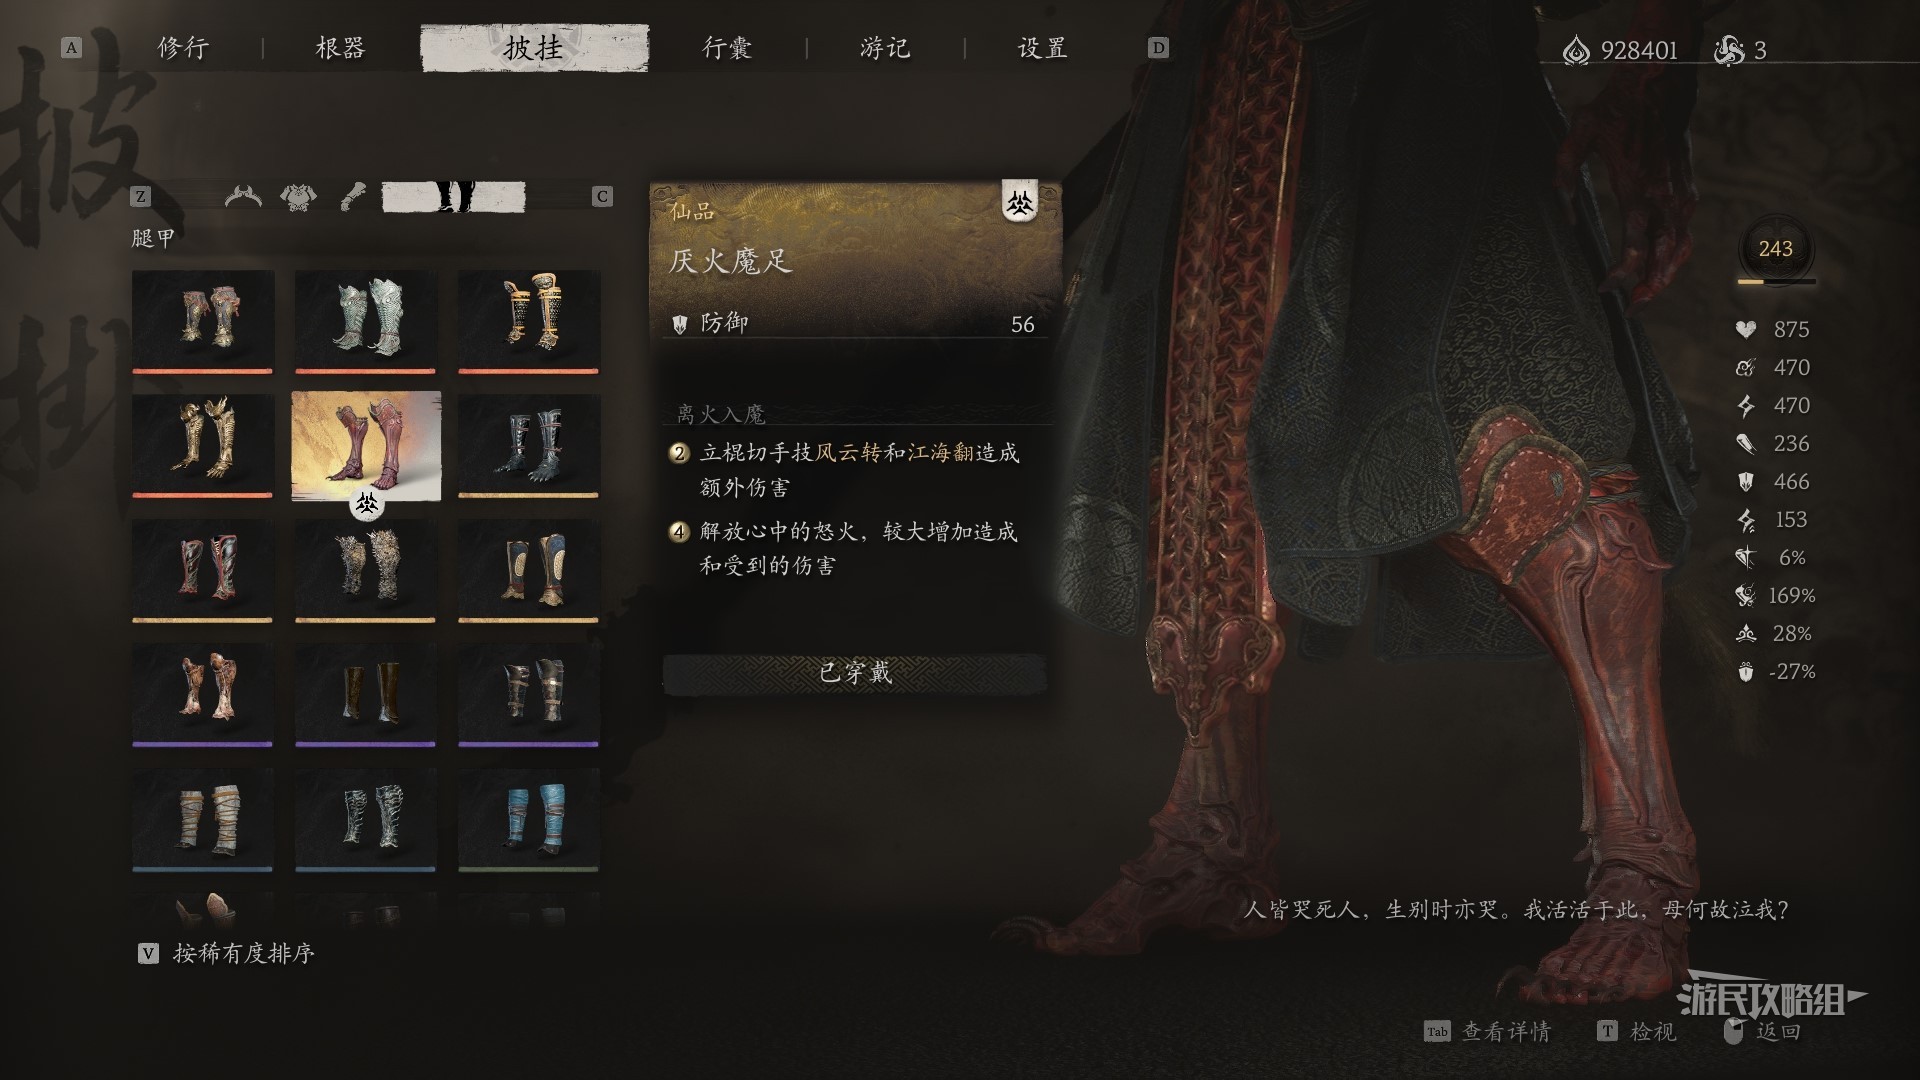 A 修行 根器 披挂 行囊 游记 设置 D 928401 3
披挂
Z C
腿甲
仙品
厌火魔足
防御 56
离火入魔
2 立棍切手技风云转和江海翻造成
额外伤害
4 解放心中的怒火，较大增加造成
和受到的伤害
已穿戴
243
875
470
470
236
466
153
6%
169%
28%
-27%
人皆哭死人，生别时亦哭。我活活于此，母何故泣我？
V 按稀有度排序
游民攻略组
Tab 查看详情 T 检视 返回